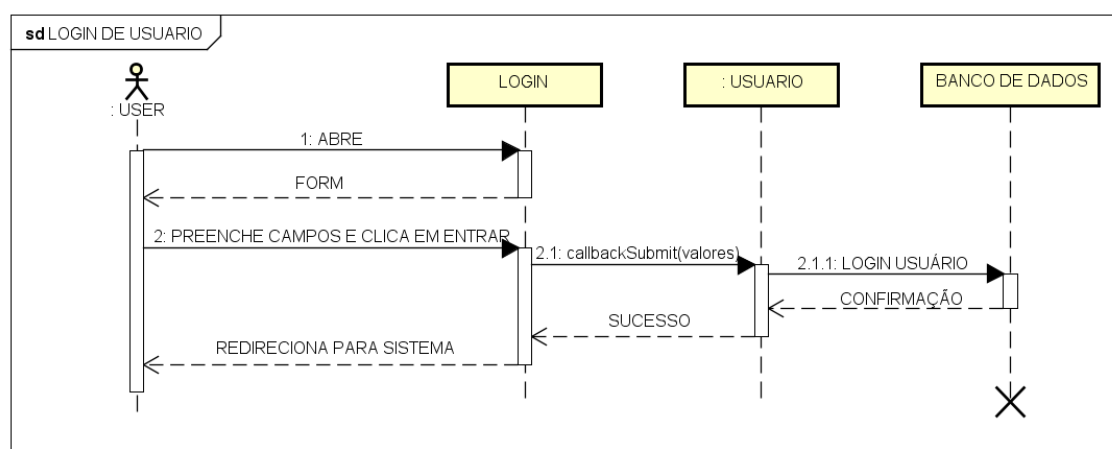 sd LOGIN DE USUARIO
: USER
LOGIN
: USUARIO
BANCO DE DADOS
1: ABRE
FORM
2: PREENCHE CAMPOS E CLICA EM ENTRAR
2.1: callbackSubmit(valores)
2.1.1: LOGIN USUÁRIO
CONFIRMAÇÃO
SUCESSO
REDIRECIONA PARA SISTEMA